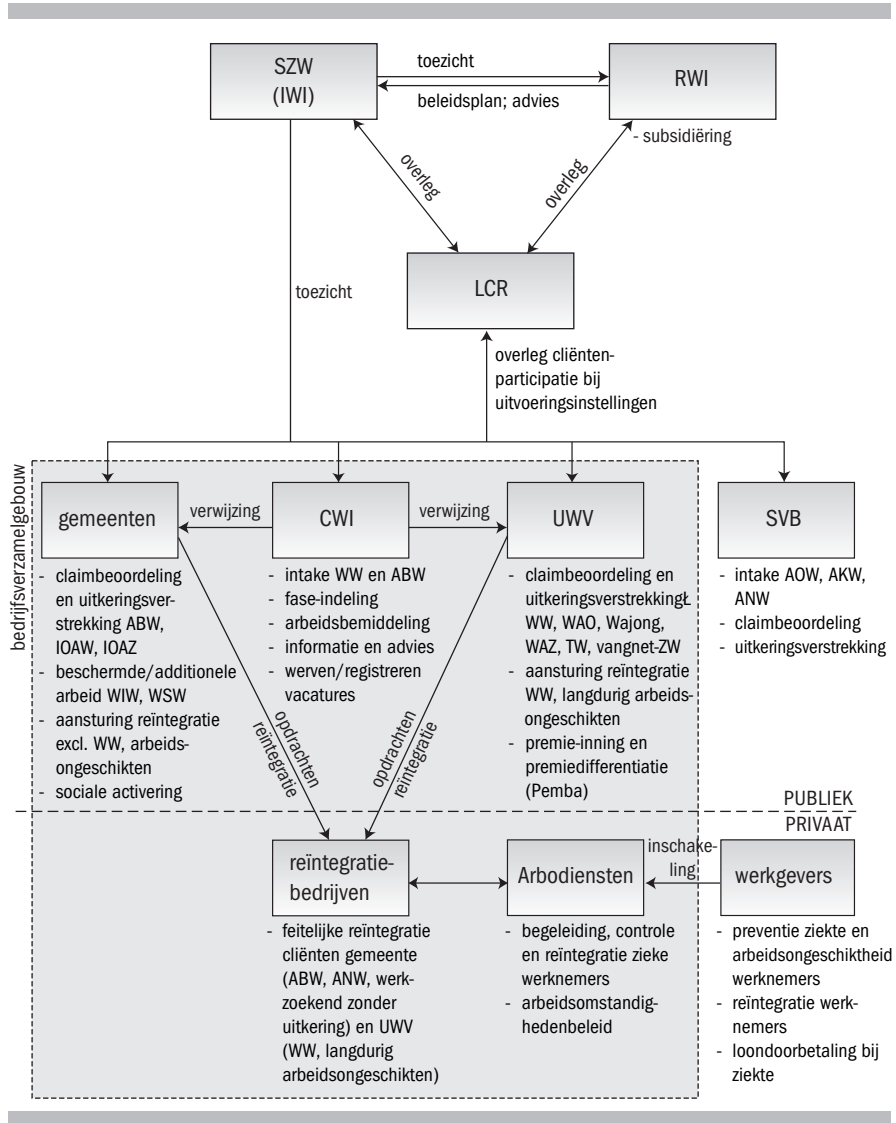 SZW
(IWI)
toezicht
beleidsplan; advies
RWI
- subsidiëring
overleg
overleg
LCR
toezicht
overleg cliënten-
participatie bij
uitvoeringsinstellingen
bedrijfsverzamelgebouw
gemeenten
verwijzing
CWI
verwijzing
UWV
SVB
- claimbeoordeling
en uitkeringsver-
strekking ABW,
IOAW, IOAZ
- beschermde/additionele
arbeid WIW, WSW
- aansturing reïntegratie
excl. WW, arbeids-
ongeschikten
- sociale activering
- intake WW en ABW
- fase-indeling
- arbeidsbemiddeling
- informatie en advies
- werven/registreren
vacatures
- claimbeoordeling en
uitkeringsverstrekkingŁ
WW, WAO, Wajong,
WAZ, TW, vangnet-ZW
- aansturing reïntegratie
WW, langdurig arbeids-
ongeschikten
- premie-inning en
premiedifferentiatie
(Pemba)
- intake AOW, AKW,
ANW
- claimbeoordeling
- uitkeringsverstrekking
opdrachten
reïntegratie
opdrachten
reïntegratie
PUBLIEK
PRIVAAT
reïntegratie-
bedrijven
Arbodiensten
inschake-
ling
werkgevers
- feitelijke reïntegratie
cliënten gemeente
(ABW, ANW, werk-
zoekend zonder
uitkering) en UWV
(WW, langdurig
arbeidsongeschikten)
- begeleiding, controle
en reïntegratie zieke
werknemers
- arbeidsomstandig-
hedenbeleid
- preventie ziekte en
arbeidsongeschiktheid
werknemers
- reïntegratie werk-
nemers
- loondoorbetaling bij
ziekte